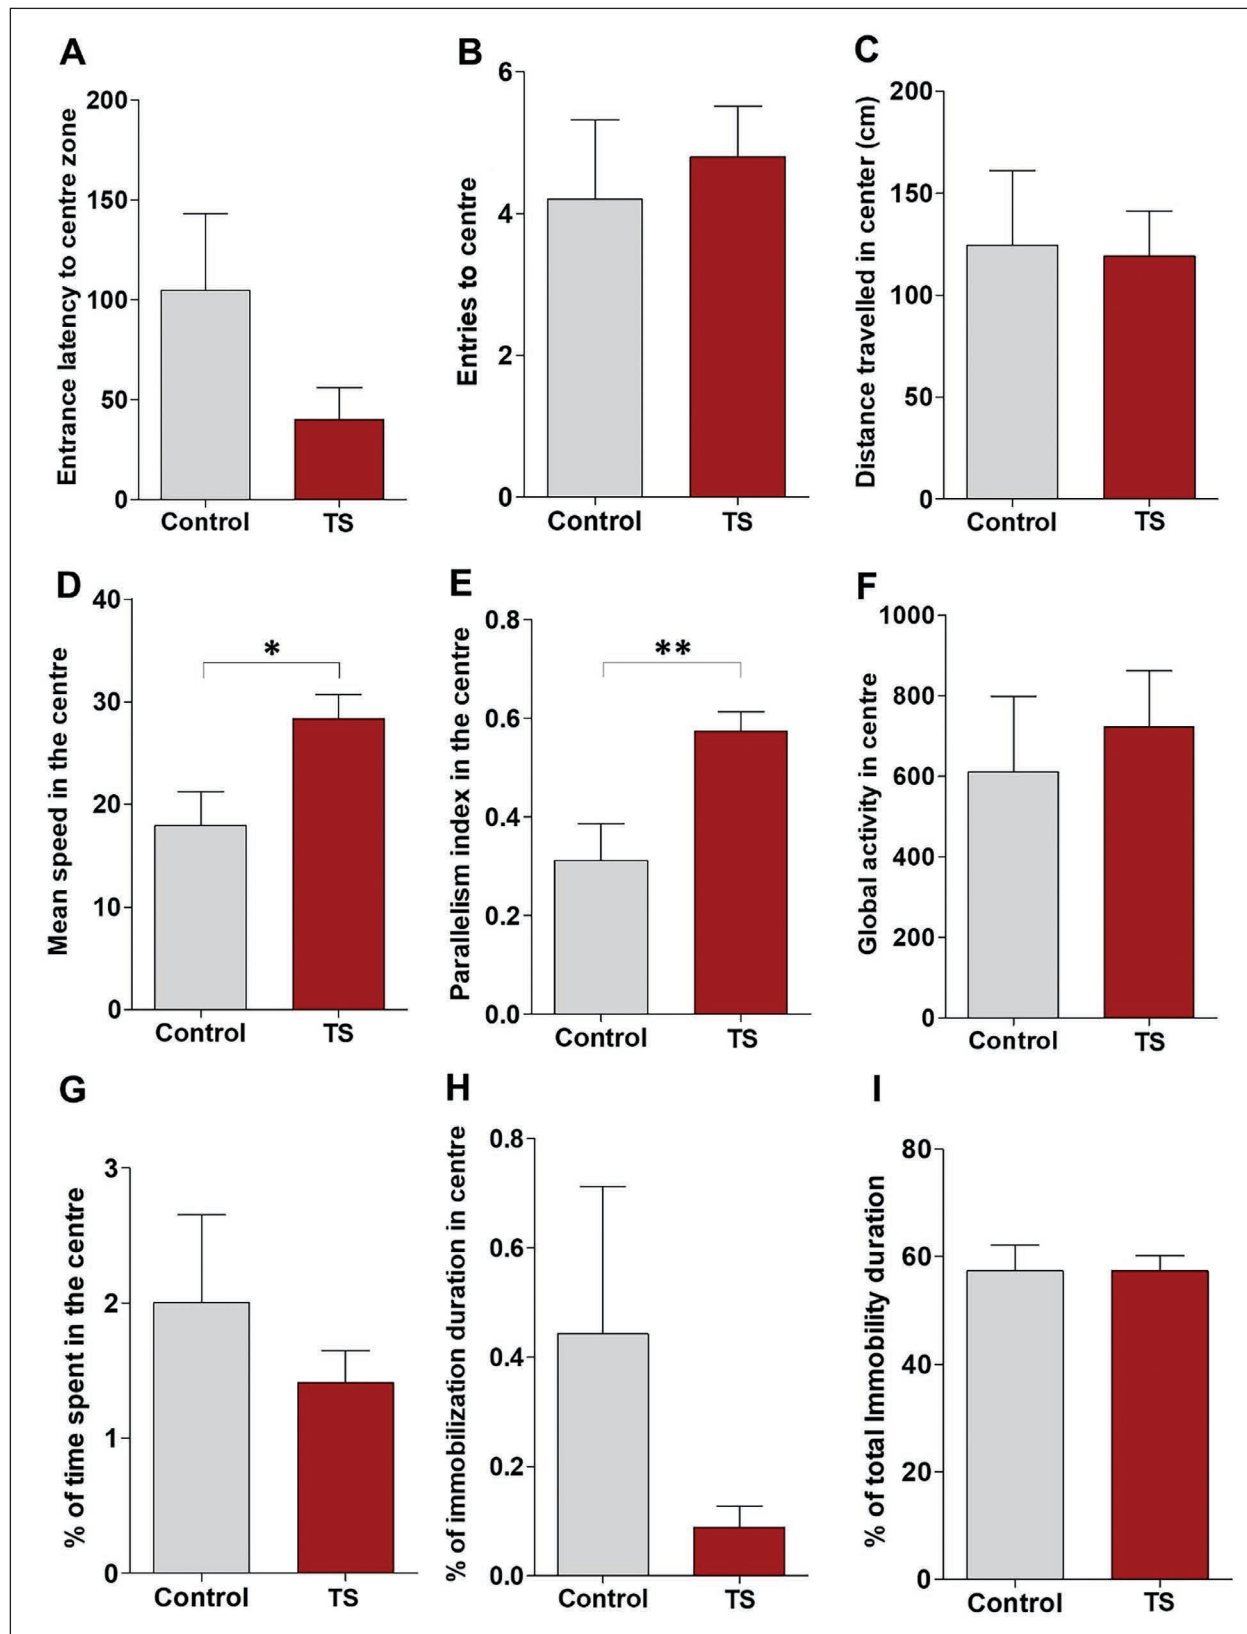 A
Entrance latency to centre zone
200
150
100
50
0
Control
TS
B
Entries to centre
6
4
2
0
Control
TS
C
Distance travelled in center (cm)
200
150
100
50
0
Control
TS
D
Mean speed in the centre
40
30
20
10
0
*
Control
TS
E
Parallelism index in the centre
0.8
0.6
0.4
0.2
0.0
**
Control
TS
F
Global activity in centre
1000
800
600
400
200
0
Control
TS
G
% of time spent in the centre
3
2
1
0
Control
TS
H
% of immobilization duration in centre
0.8
0.6
0.4
0.2
0.0
Control
TS
I
% of total Immobility duration
80
60
40
20
0
Control
TS